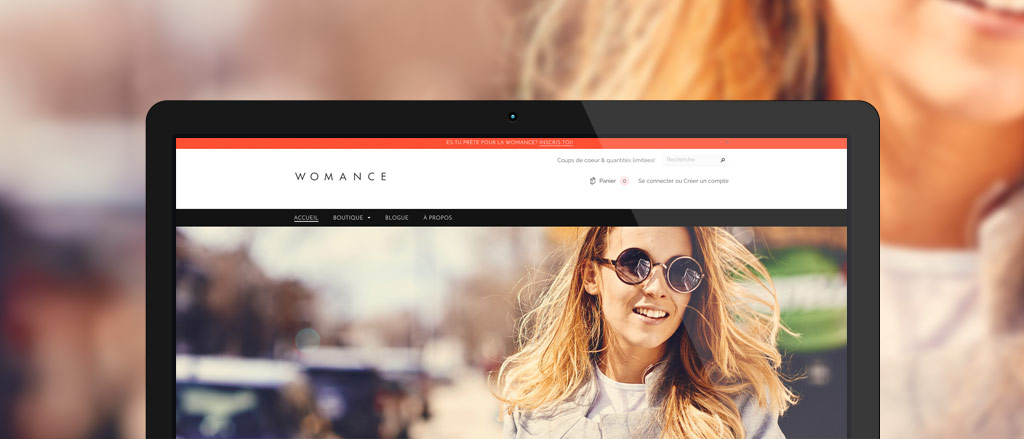 ES-TU PRÊTE POUR LA WOMANCE? INSCRIS-TOI!
Coups de coeur & quantités limitées!
Recherche
WOMANCE
Panier 0
Se connecter ou Créer un compte
ACCUEIL BOUTIQUE BLOGUE À PROPOS